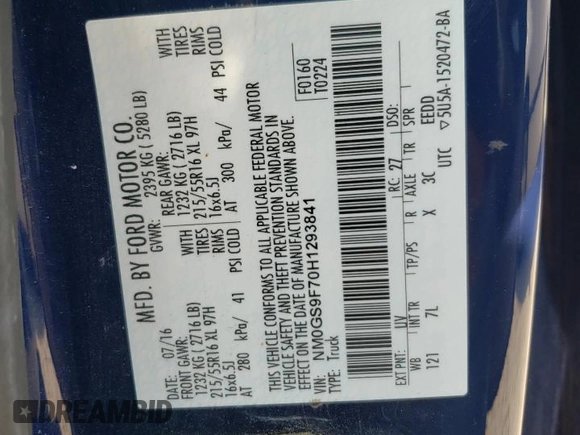 MFD. BY FORD MOTOR CO.
DATE: 07/16 GVWR: 2395 KG ( 5280 LB)
FRONT GAWR: REAR GAWR:
1232 KG ( 2716 LB) 1232 KG ( 2716 LB) WITH
215/55R16 XL 97H TIRES 215/55R16 XL 97H TIRES
16x6.5J RIMS 16x6.5J RIMS
AT 280 kPa/ 41 PSI COLD AT 300 kPa/ 44 PSI COLD
THIS VEHICLE CONFORMS TO ALL APPLICABLE FEDERAL MOTOR
VEHICLE SAFETY AND THEFT PREVENTION STANDARDS IN
EFFECT ON THE DATE OF MANUFACTURE SHOWN ABOVE.
VIN: NM0GS9F70H1293841 F0160
TYPE: Truck T0224
EXT PNT: UV RC: 27 DSO:
WB INT TR TP/PS R AXLE TR SPR
121 7L X 3C EEDD
UTC ▽5U5A-1520472-BA
DREAMBID